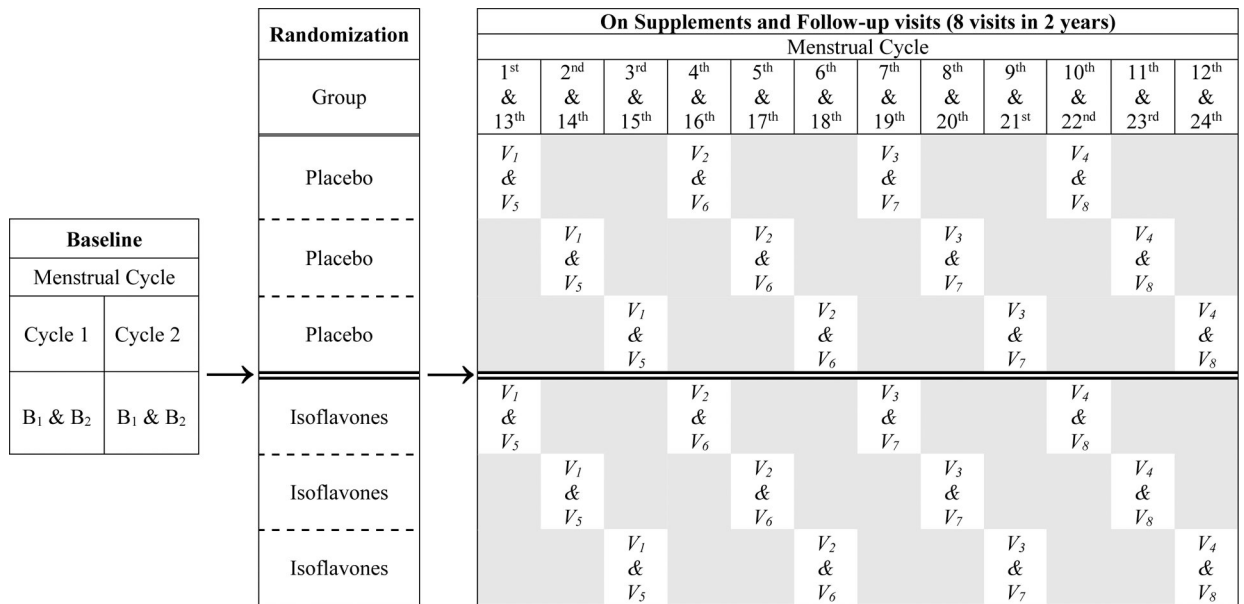 Baseline
Menstrual Cycle
Cycle 1 Cycle 2
B₁ & B₂ B₁ & B₂
Randomization
Group
Placebo
Placebo
Placebo
Isoflavones
Isoflavones
Isoflavones
On Supplements and Follow-up visits (8 visits in 2 years)
Menstrual Cycle
1st 2nd 3rd 4th 5th 6th 7th 8th 9th 10th 11th 12th
& & & & & & & & & & & &
13th 14th 15th 16th 17th 18th 19th 20th 21st 22nd 23rd 24th
V₁ V₂ V₃ V₄
& & & &
V₅ V₆ V₇ V₈
V₁ V₂ V₃ V₄
& & & &
V₅ V₆ V₇ V₈
V₁ V₂ V₃ V₄
& & & &
V₅ V₆ V₇ V₈
V₁ V₂ V₃ V₄
& & & &
V₅ V₆ V₇ V₈
V₁ V₂ V₃ V₄
& & & &
V₅ V₆ V₇ V₈
V₁ V₂ V₃ V₄
& & & &
V₅ V₆ V₇ V₈